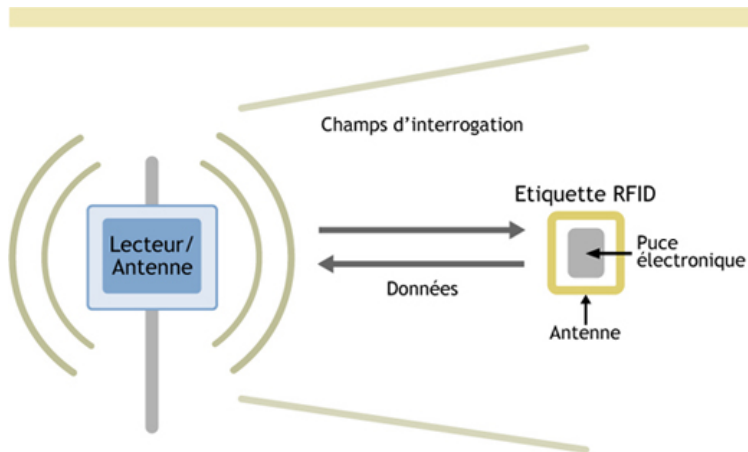 Champs d'interrogation
Etiquette RFID
Lecteur/
Antenne
Puce
électronique
Données
Antenne